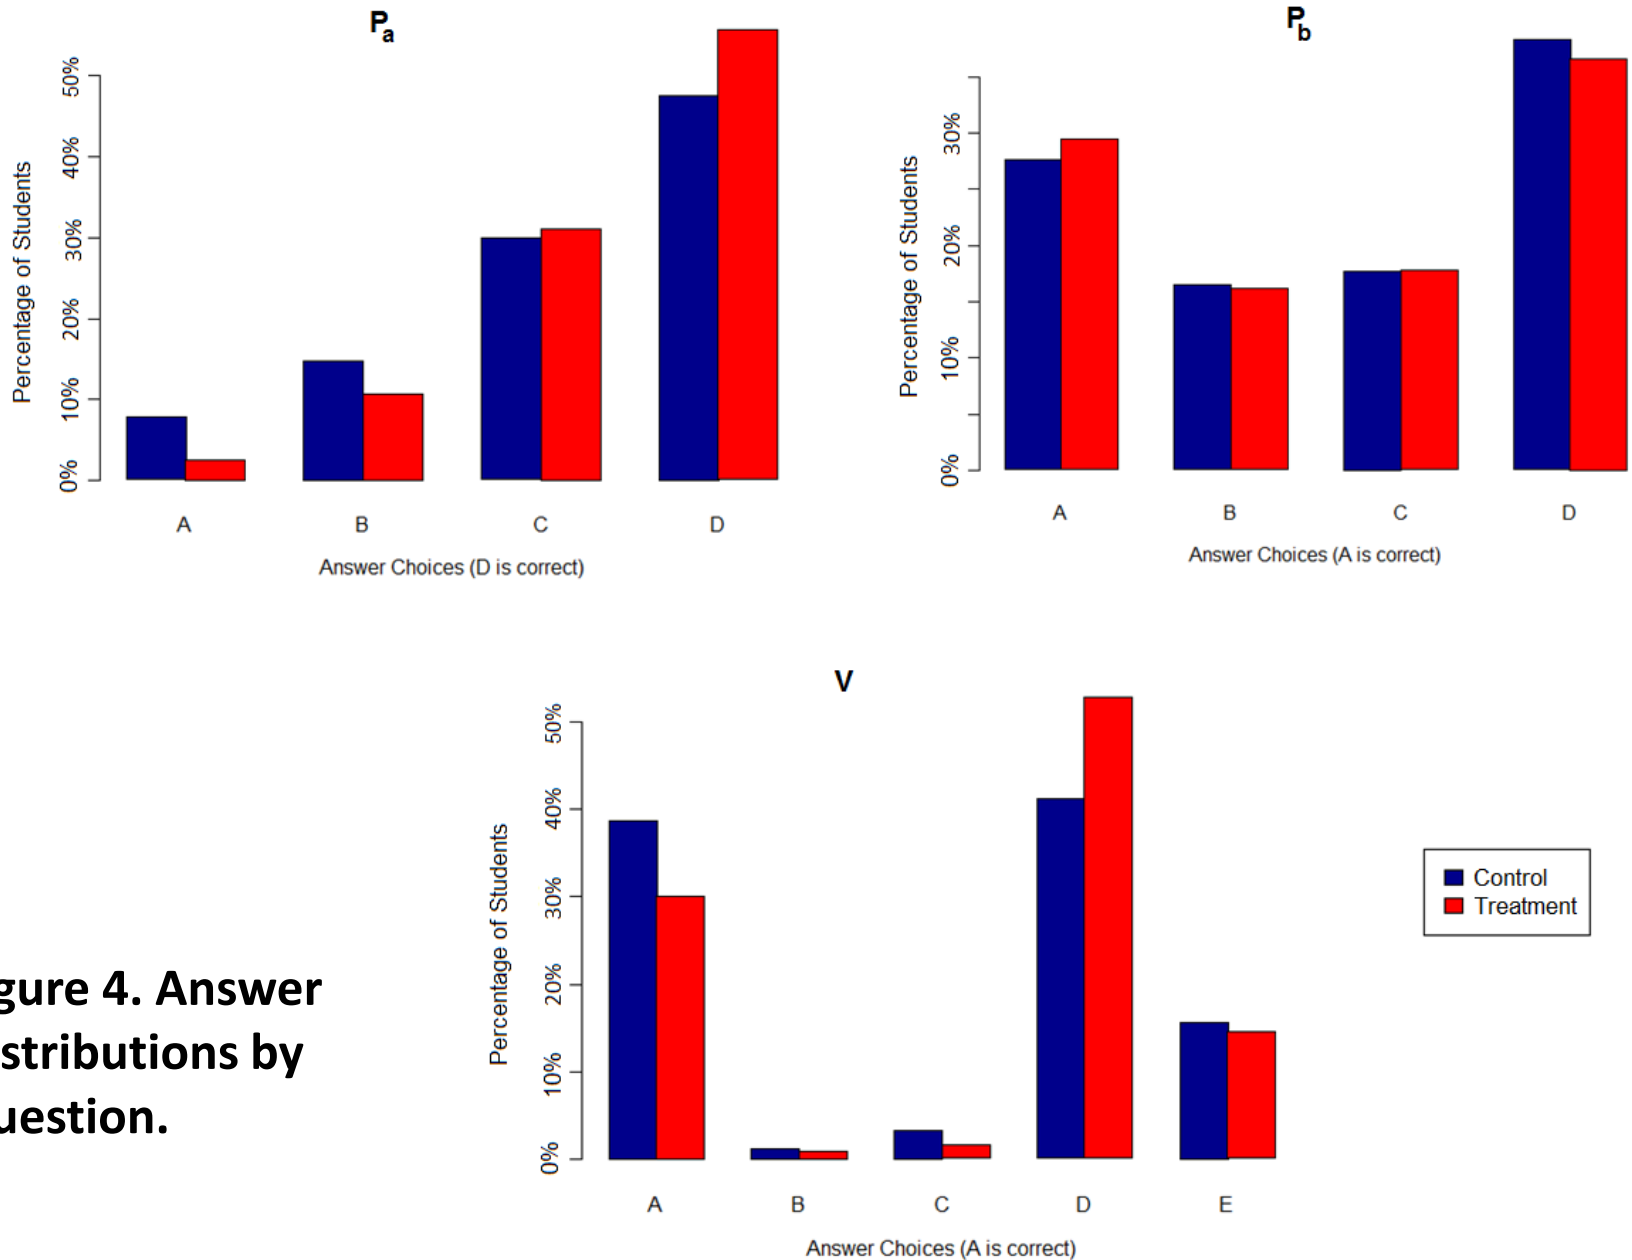 Pa
Percentage of Students
50%
40%
30%
20%
10%
0%
A B C D
Answer Choices (D is correct)
Pb
Percentage of Students
30%
20%
10%
0%
A B C D
Answer Choices (A is correct)
V
Percentage of Students
50%
40%
30%
20%
10%
0%
A B C D E
Answer Choices (A is correct)
Control
Treatment
gure 4. Answer
stributions by
uestion.